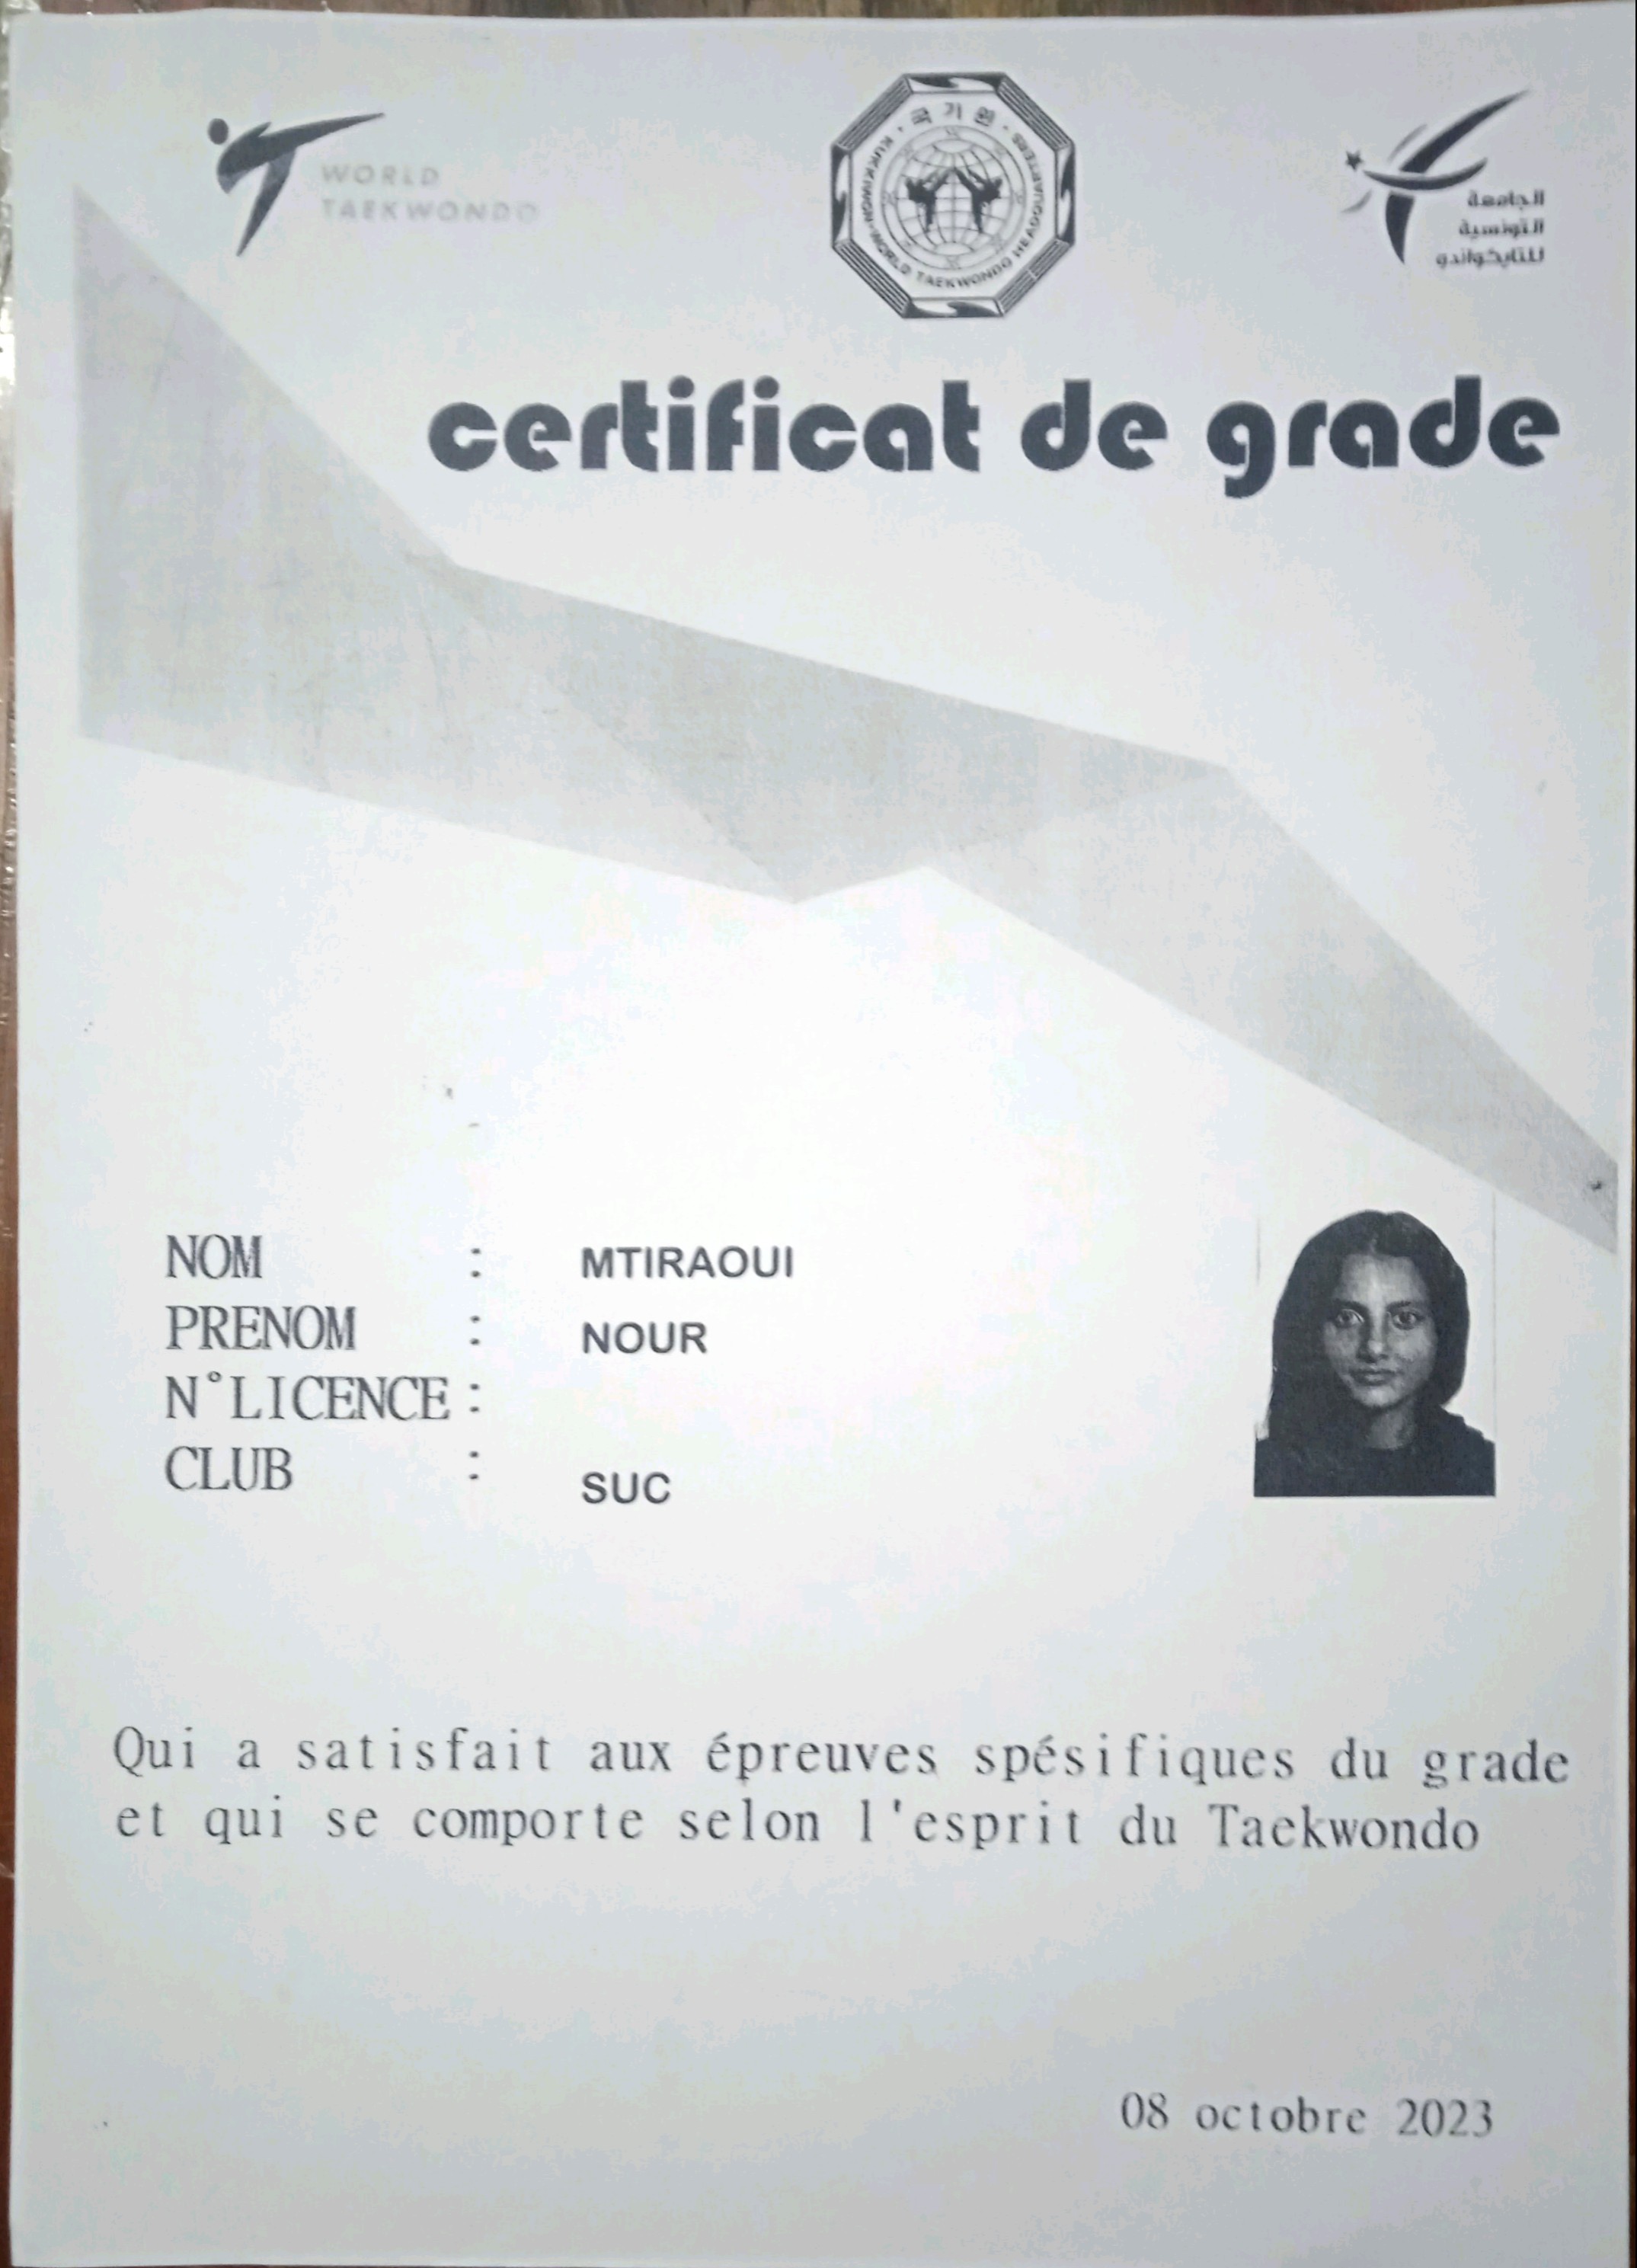 WORLD
TAEKWONDO
국기원
KUKKIWON·WORLD TAEKWONDO HEADQUARTERS
الجامعة
التونسية
للتايكواندو
certificat de grade
NOM : MTIRAOUI
PRENOM : NOUR
N°LICENCE :
CLUB : SUC
Qui a satisfait aux épreuves spésifiques du grade
et qui se comporte selon l'esprit du Taekwondo
08 octobre 2023